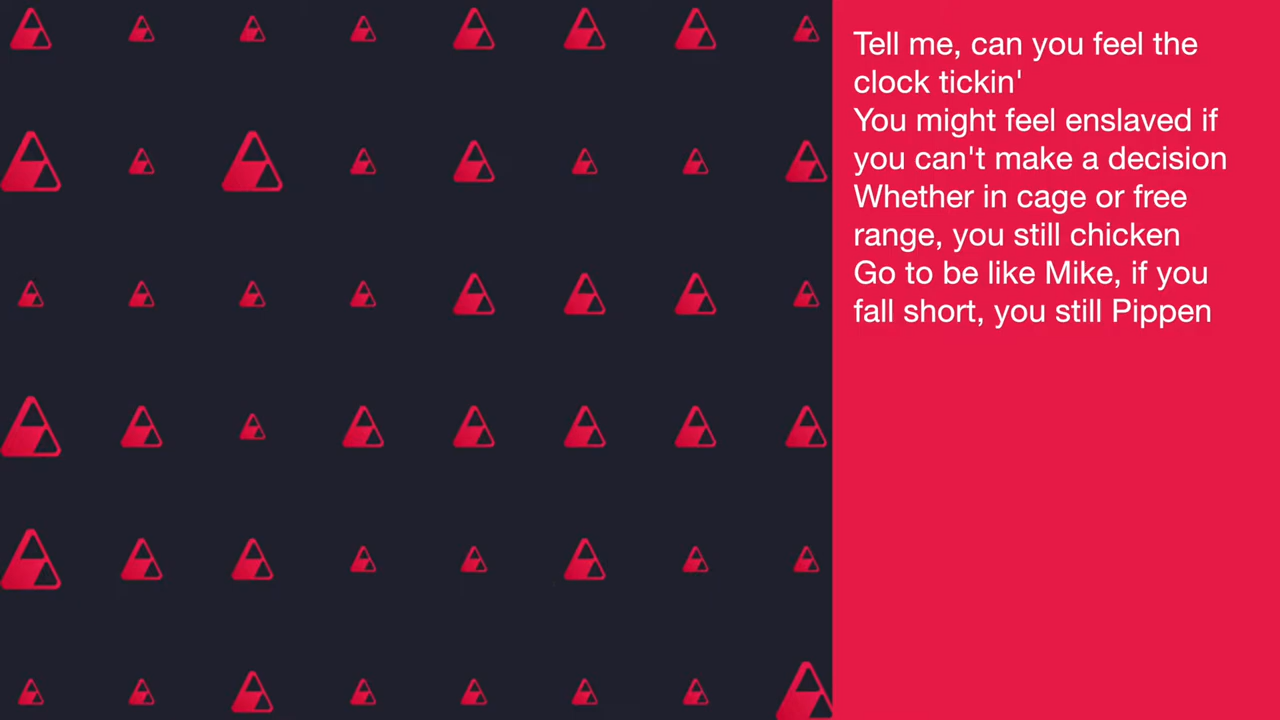 Tell me, can you feel the
clock tickin'
You might feel enslaved if
you can't make a decision
Whether in cage or free
range, you still chicken
Go to be like Mike, if you
fall short, you still Pippen